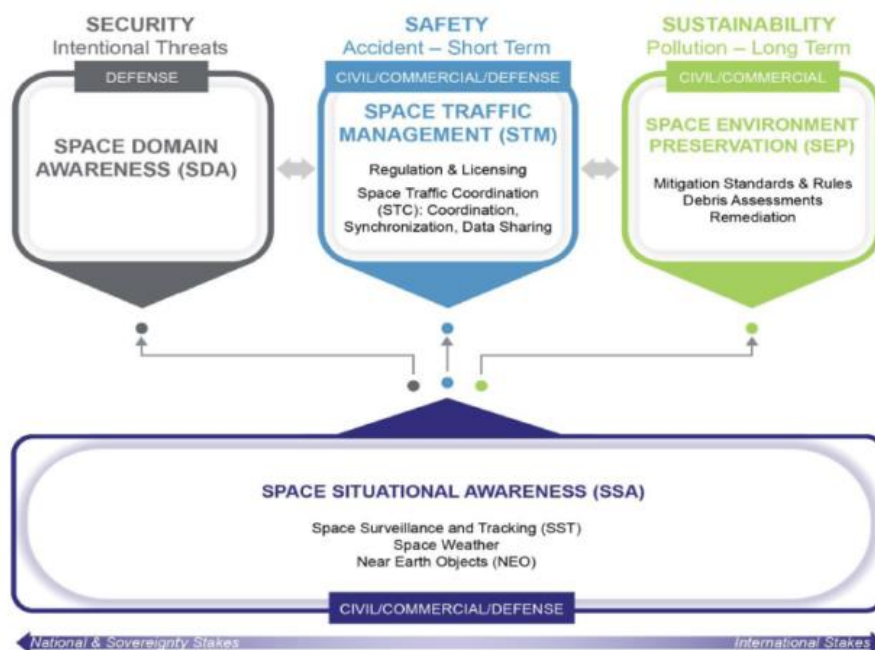 SECURITY
Intentional Threats
DEFENSE
SPACE DOMAIN
AWARENESS (SDA)
SAFETY
Accident – Short Term
CIVIL/COMMERCIAL/DEFENSE
SPACE TRAFFIC
MANAGEMENT (STM)
Regulation & Licensing
Space Traffic Coordination
(STC): Coordination,
Synchronization, Data Sharing
SUSTAINABILITY
Pollution – Long Term
CIVIL/COMMERCIAL
SPACE ENVIRONMENT
PRESERVATION (SEP)
Mitigation Standards & Rules
Debris Assessments
Remediation
SPACE SITUATIONAL AWARENESS (SSA)
Space Surveillance and Tracking (SST)
Space Weather
Near Earth Objects (NEO)
CIVIL/COMMERCIAL/DEFENSE
National & Sovereignty Stakes
International Stakes